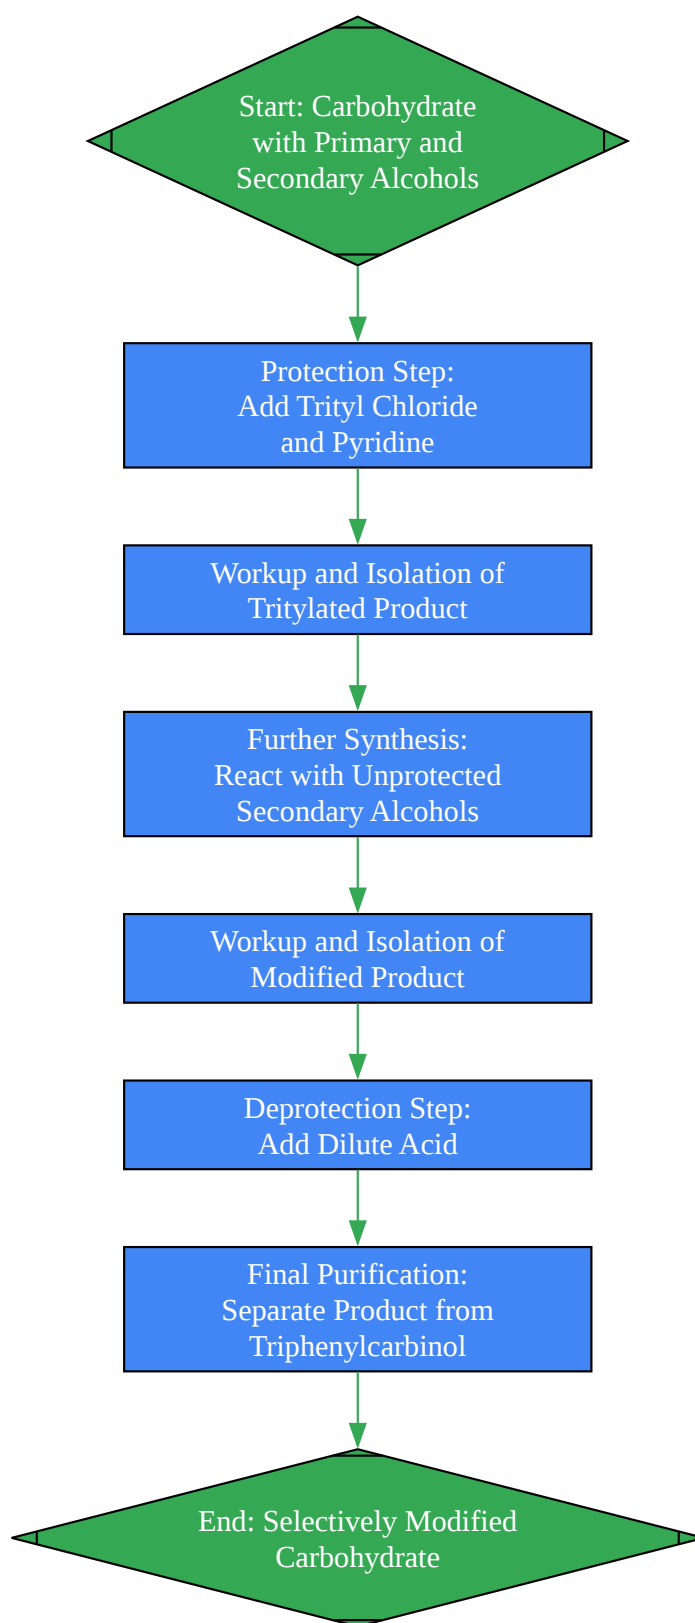 Start: Carbohydrate
with Primary and
Secondary Alcohols
Protection Step:
Add Trityl Chloride
and Pyridine
Workup and Isolation of
Tritylated Product
Further Synthesis:
React with Unprotected
Secondary Alcohols
Workup and Isolation of
Modified Product
Deprotection Step:
Add Dilute Acid
Final Purification:
Separate Product from
Triphenylcarbinol
End: Selectively Modified
Carbohydrate